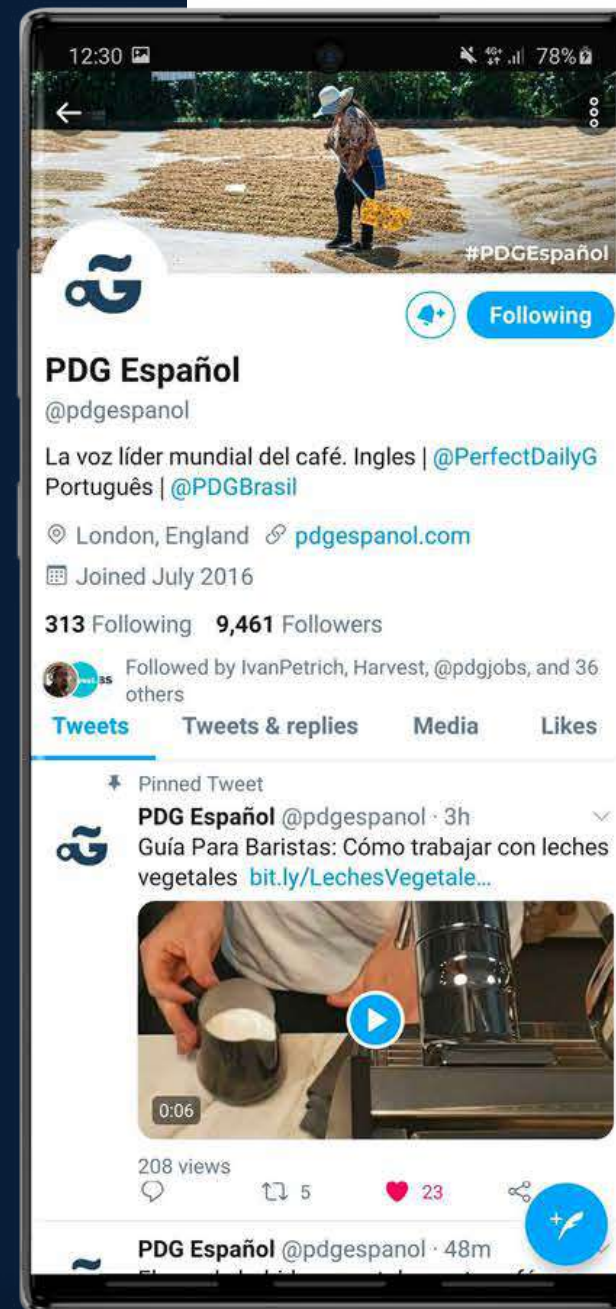 12:30
4G+ 78%
#PDGEspañol
Following
PDG Español
@pdgespanol
La voz líder mundial del café. Ingles | @PerfectDailyG
Português | @PDGBrasil
London, England pdgespanol.com
Joined July 2016
313 Following 9,461 Followers
Followed by IvanPetrich, Harvest, @pdgjobs, and 36
others
Tweets Tweets & replies Media Likes
Pinned Tweet
PDG Español @pdgespanol · 3h
Guía Para Baristas: Cómo trabajar con leches
vegetales bit.ly/LechesVegetale...
0:06
208 views
5 23
PDG Español @pdgespanol · 48m